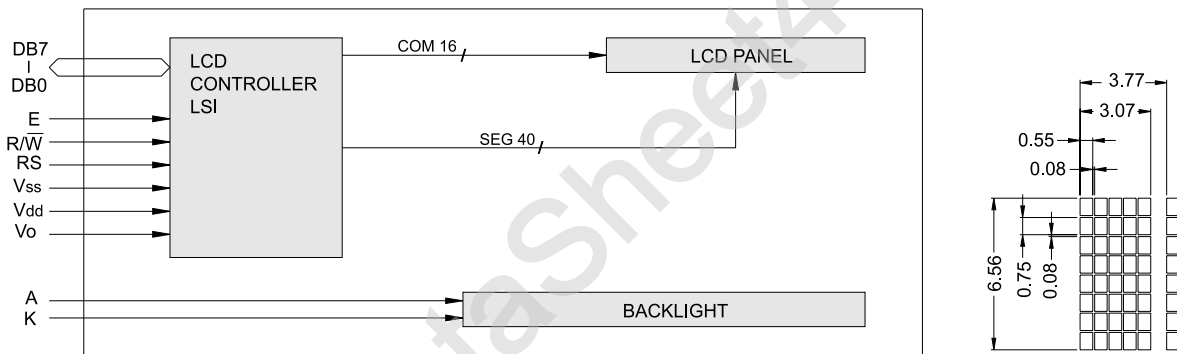 DB7
DB0
E
R/W̅
RS
Vss
Vdd
Vo
A
K
LCD
CONTROLLER
LSI
COM 16
SEG 40
LCD PANEL
BACKLIGHT
3.77
3.07
0.55
0.08
6.56
0.75
0.08
taSheet4